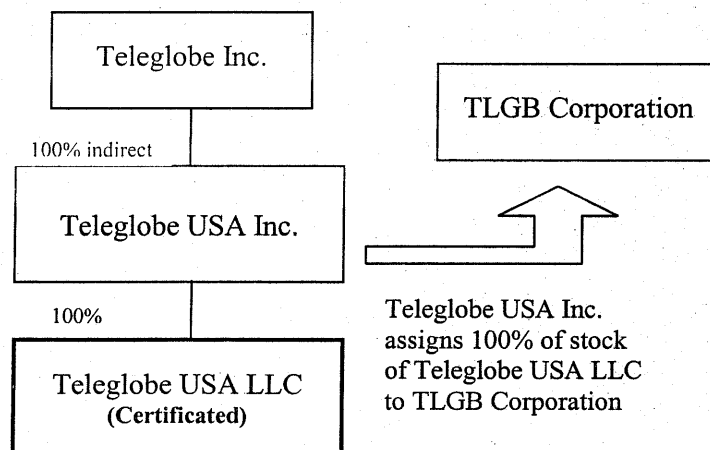 Teleglobe Inc.
TLGB Corporation
100% indirect
Teleglobe USA Inc.
100%
Teleglobe USA Inc.
assigns 100% of stock
of Teleglobe USA LLC
to TLGB Corporation
Teleglobe USA LLC
(Certificated)